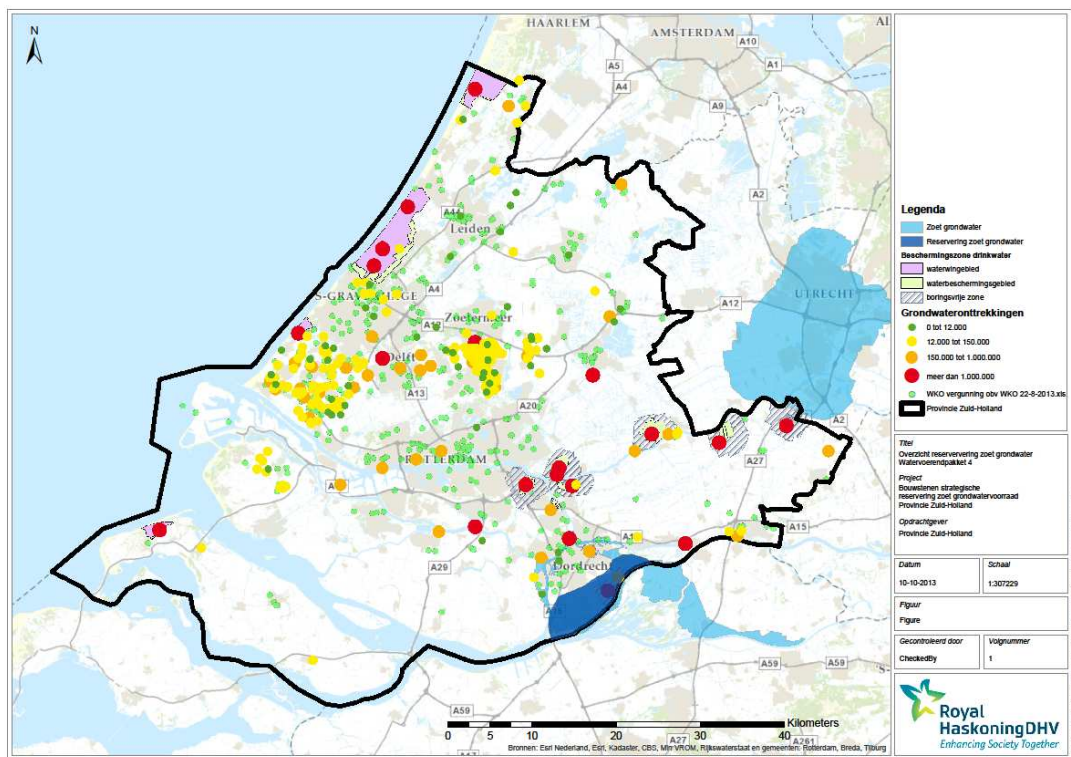 N
HAARLEM
AMSTERDAM
A10
A5
A1
A4
A9
A2
A44
Leiden
A4
S-GRAVENHAGE
A12
UTRECHT
Zoetermeer
Delft
A13
A20
A2
ROTTERDAM
A27
A15
A29
Dordrecht
A16
A59
A59
A59
A27
A261
Kilometers
0 5 10 20 30 40
Bronnen: Esri Nederland, Esri, Kadaster, CBS, Min VROM, Rijkswaterstaat en gemeenten: Rotterdam, Breda, Tilburg
Legenda
Zoet grondwater
Reservering zoet grondwater
Beschermingszone drinkwater
waterwingebied
waterbeschermingsgebied
boringsvrije zone
Grondwateronttrekkingen
0 tot 12.000
12.000 tot 150.000
150.000 tot 1.000.000
meer dan 1.000.000
WKO vergunning obv WKO 22-8-2013.xls
Provincie Zuid-Holland
Titel
Overzicht reserververing zoet grondwater
Watervoerendpakket 4
Project
Bouwstenen strategische
reservering zoet grondwatervoorraad
Provincie Zuid-Holland
Opdrachtgever
Provincie Zuid-Holland
Datum
10-10-2013
Schaal
1:307229
Figuur
Figure
Gecontroleerd door
CheckedBy
Volgnummer
1
Royal
HaskoningDHV
Enhancing Society Together